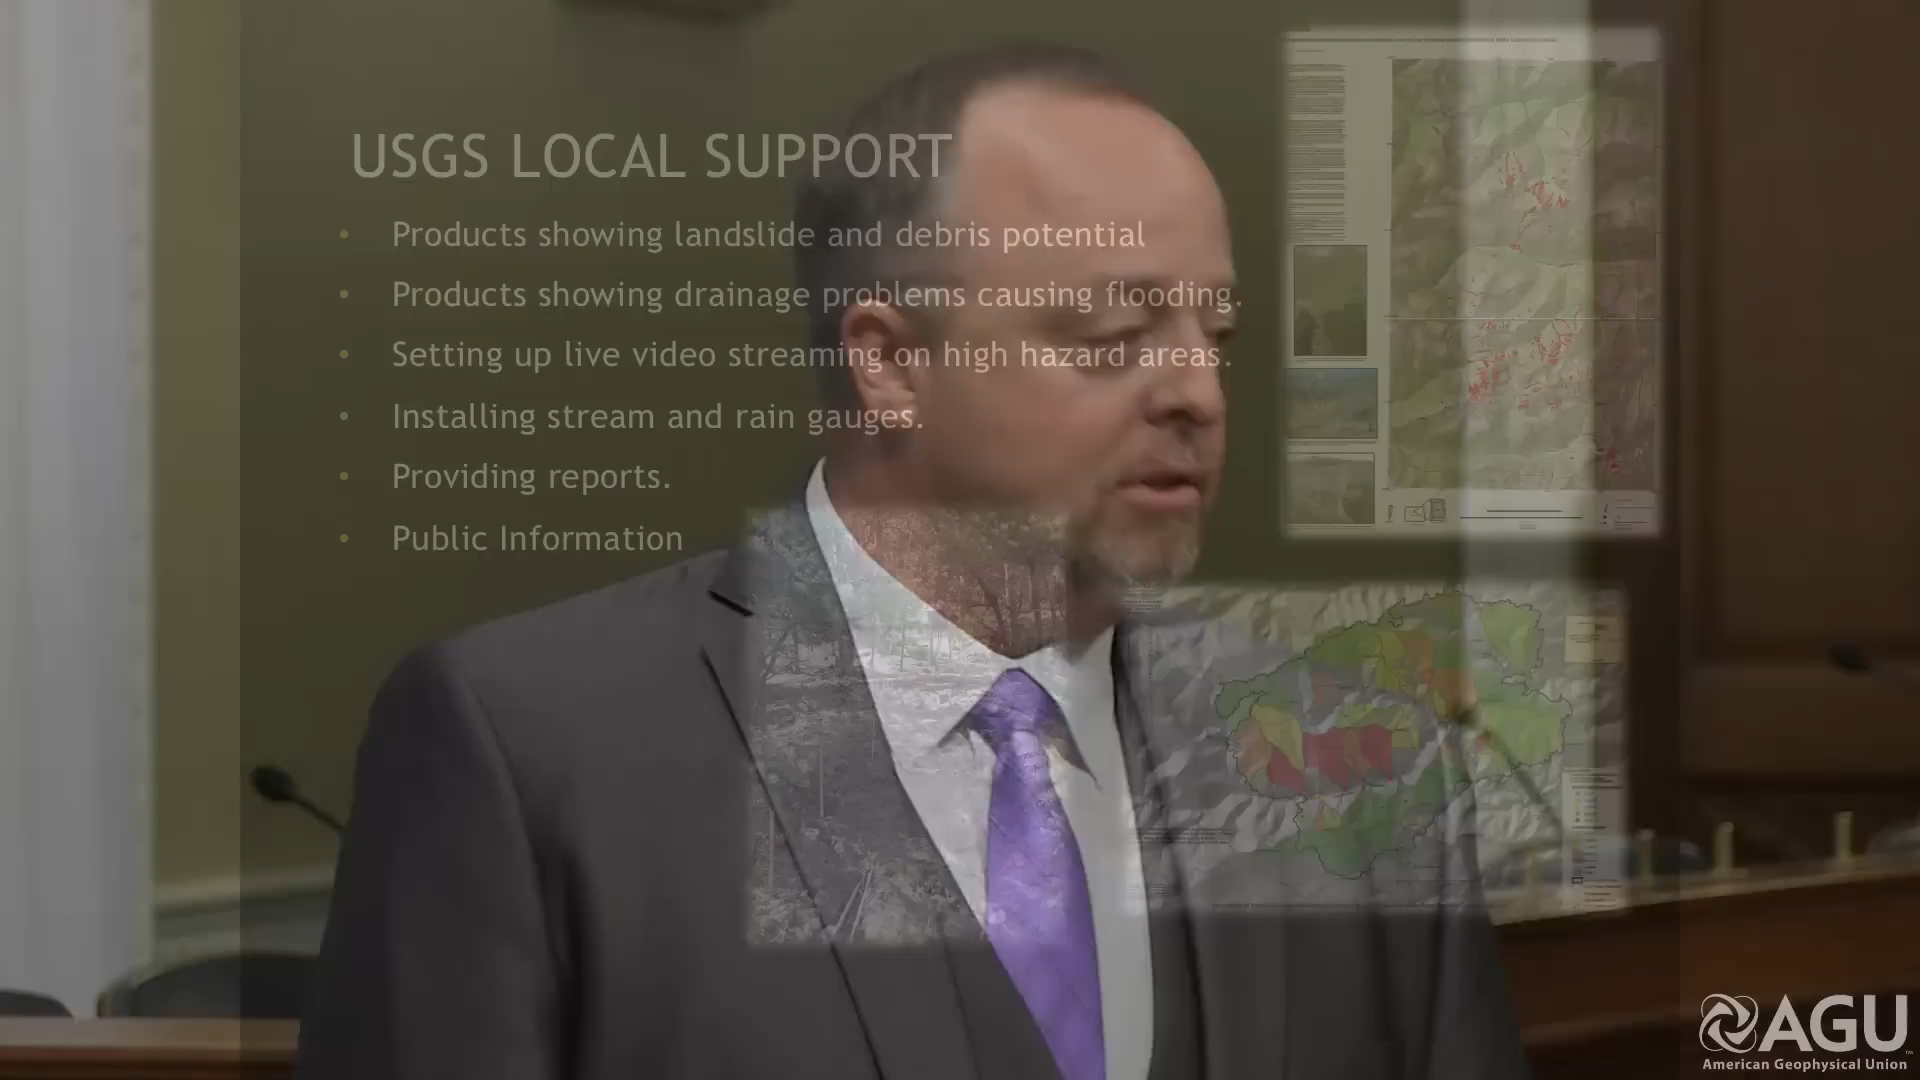 USGS LOCAL SUPPORT
• Products showing landslide and debris potential
• Products showing drainage problems causing flooding.
• Setting up live video streaming on high hazard areas.
• Installing stream and rain gauges.
• Providing reports.
• Public Information
AGU
American Geophysical Union